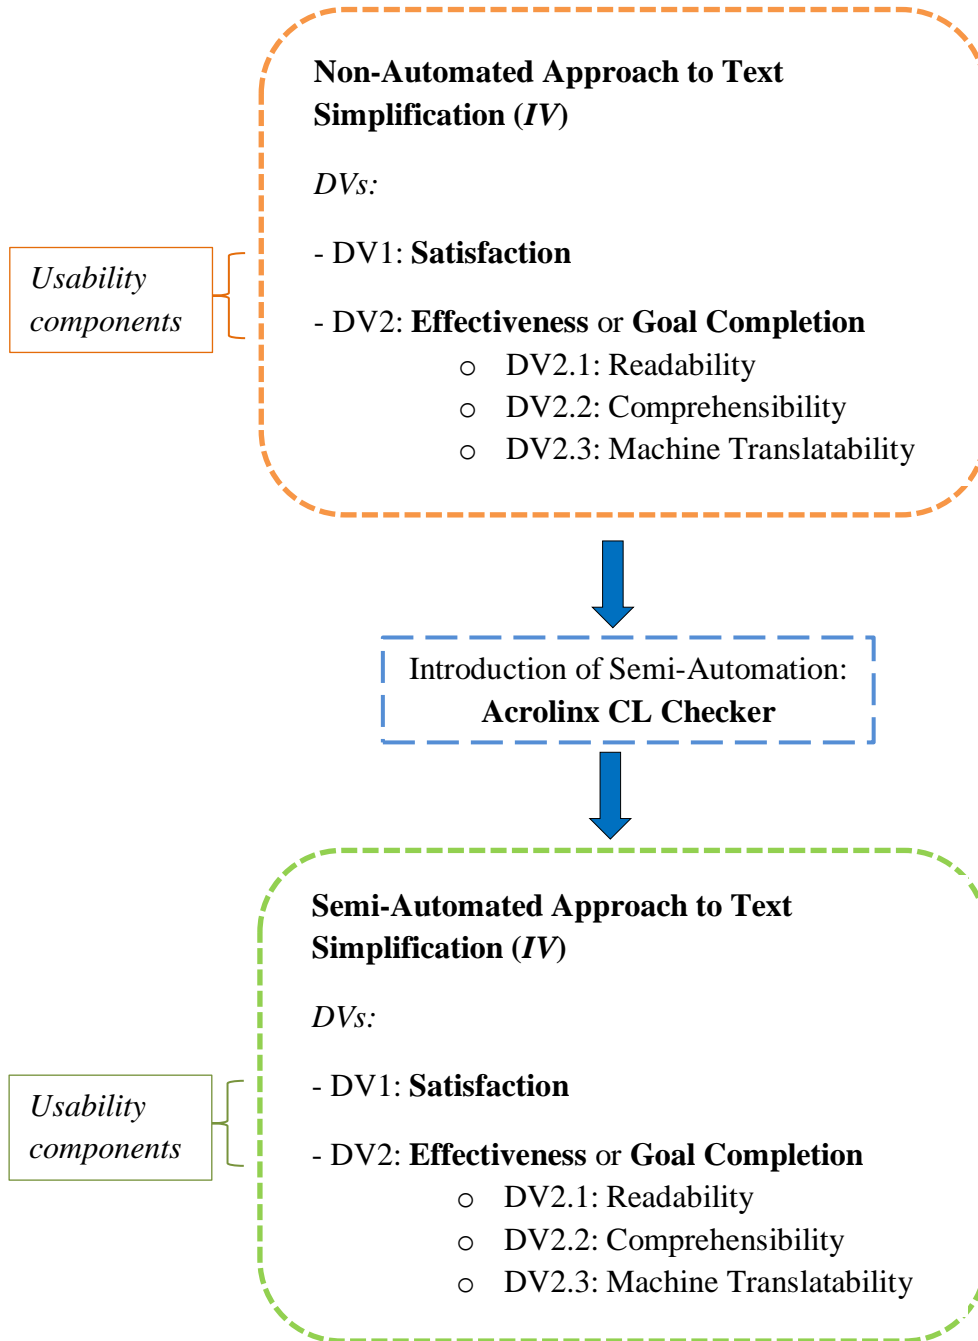 Non-Automated Approach to Text
Simplification (IV)
DVs:
Usability
components
- DV1: Satisfaction
- DV2: Effectiveness or Goal Completion
o DV2.1: Readability
o DV2.2: Comprehensibility
o DV2.3: Machine Translatability
Introduction of Semi-Automation:
Acrolinx CL Checker
Semi-Automated Approach to Text
Simplification (IV)
DVs:
Usability
components
- DV1: Satisfaction
- DV2: Effectiveness or Goal Completion
o DV2.1: Readability
o DV2.2: Comprehensibility
o DV2.3: Machine Translatability